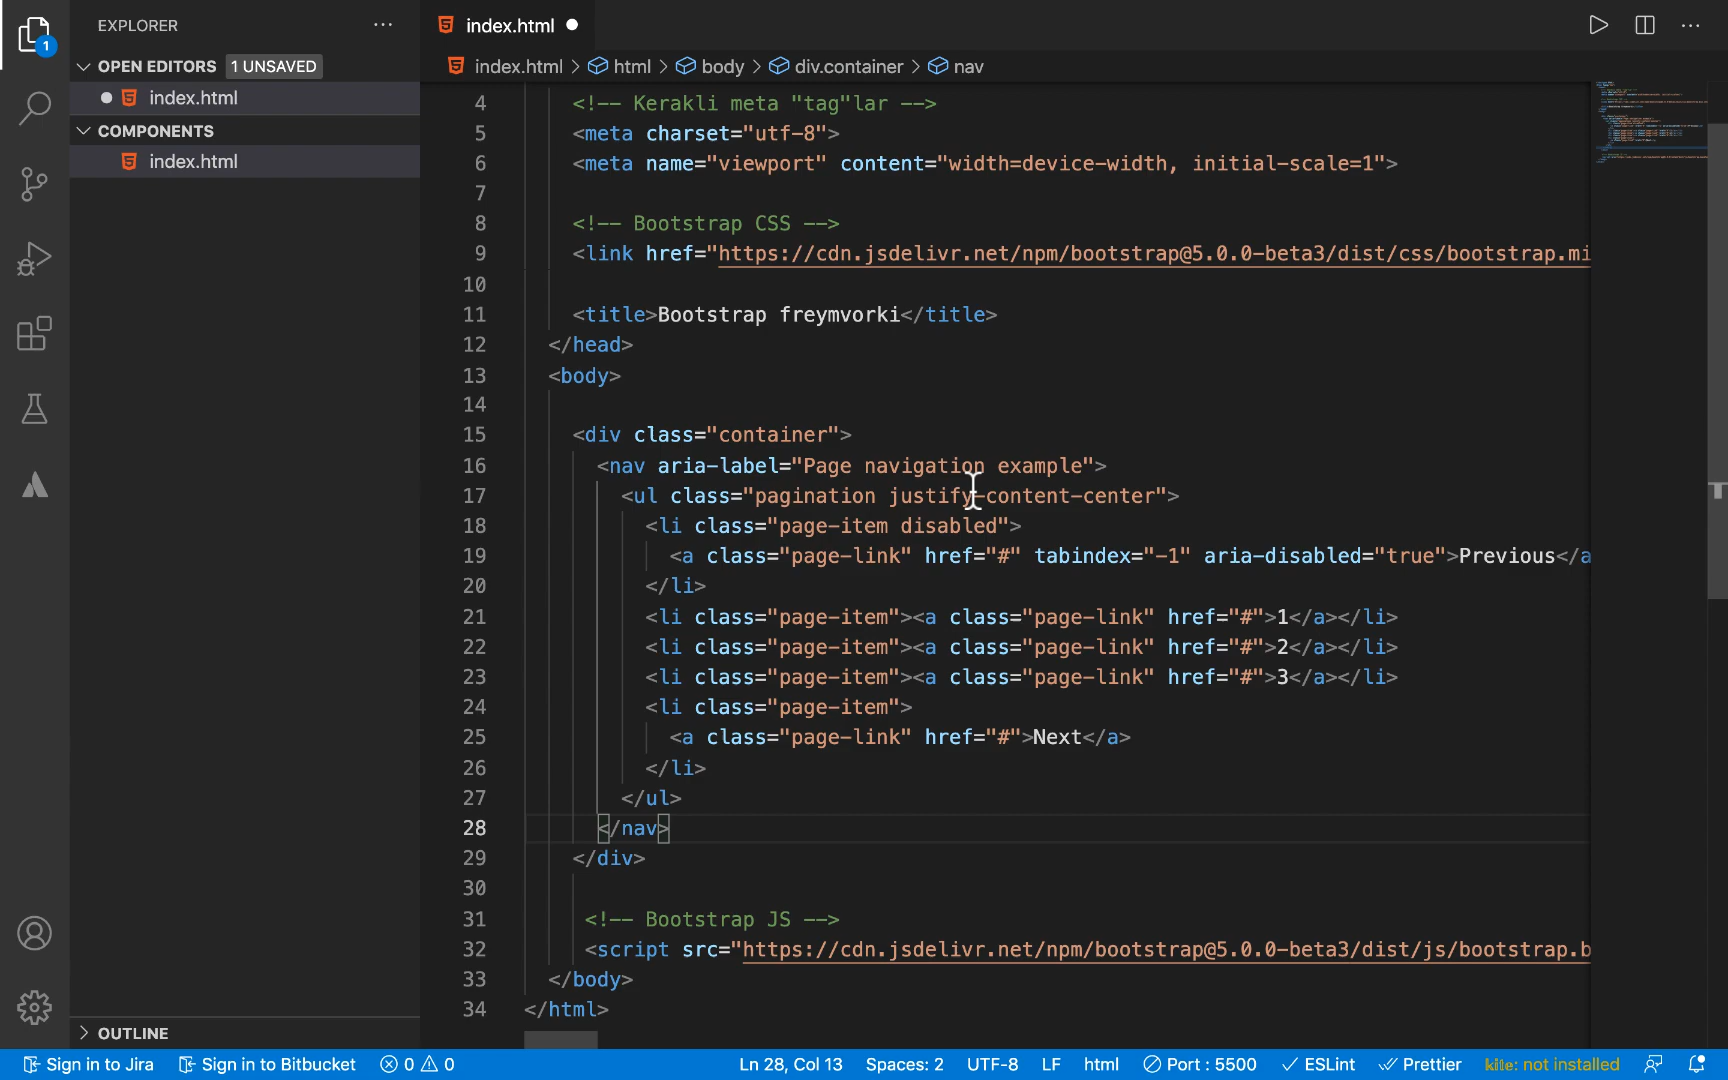 EXPLORER
index.html
1
OPEN EDITORS 1 UNSAVED
index.html > html > body > div.container > nav
index.html
COMPONENTS
index.html
4 <!-- Kerakli meta "tag"lar -->
5 <meta charset="utf-8">
6 <meta name="viewport" content="width=device-width, initial-scale=1">
7
8 <!-- Bootstrap CSS -->
9 <link href="https://cdn.jsdelivr.net/npm/bootstrap@5.0.0-beta3/dist/css/bootstrap.mi
10
11 <title>Bootstrap freymvorki</title>
12 </head>
13 <body>
14
15 <div class="container">
16 <nav aria-label="Page navigation example">
17 <ul class="pagination justify-content-center">
18 <li class="page-item disabled">
19 <a class="page-link" href="#" tabindex="-1" aria-disabled="true">Previous</a
20 </li>
21 <li class="page-item"><a class="page-link" href="#">1</a></li>
22 <li class="page-item"><a class="page-link" href="#">2</a></li>
23 <li class="page-item"><a class="page-link" href="#">3</a></li>
24 <li class="page-item">
25 <a class="page-link" href="#">Next</a>
26 </li>
27 </ul>
28 </nav>
29 </div>
30
31 <!-- Bootstrap JS -->
32 <script src="https://cdn.jsdelivr.net/npm/bootstrap@5.0.0-beta3/dist/js/bootstrap.b
33 </body>
34 </html>
OUTLINE
Sign in to Jira Sign in to Bitbucket 0 0 Ln 28, Col 13 Spaces: 2 UTF-8 LF html Port : 5500 ESLint Prettier kite: not installed